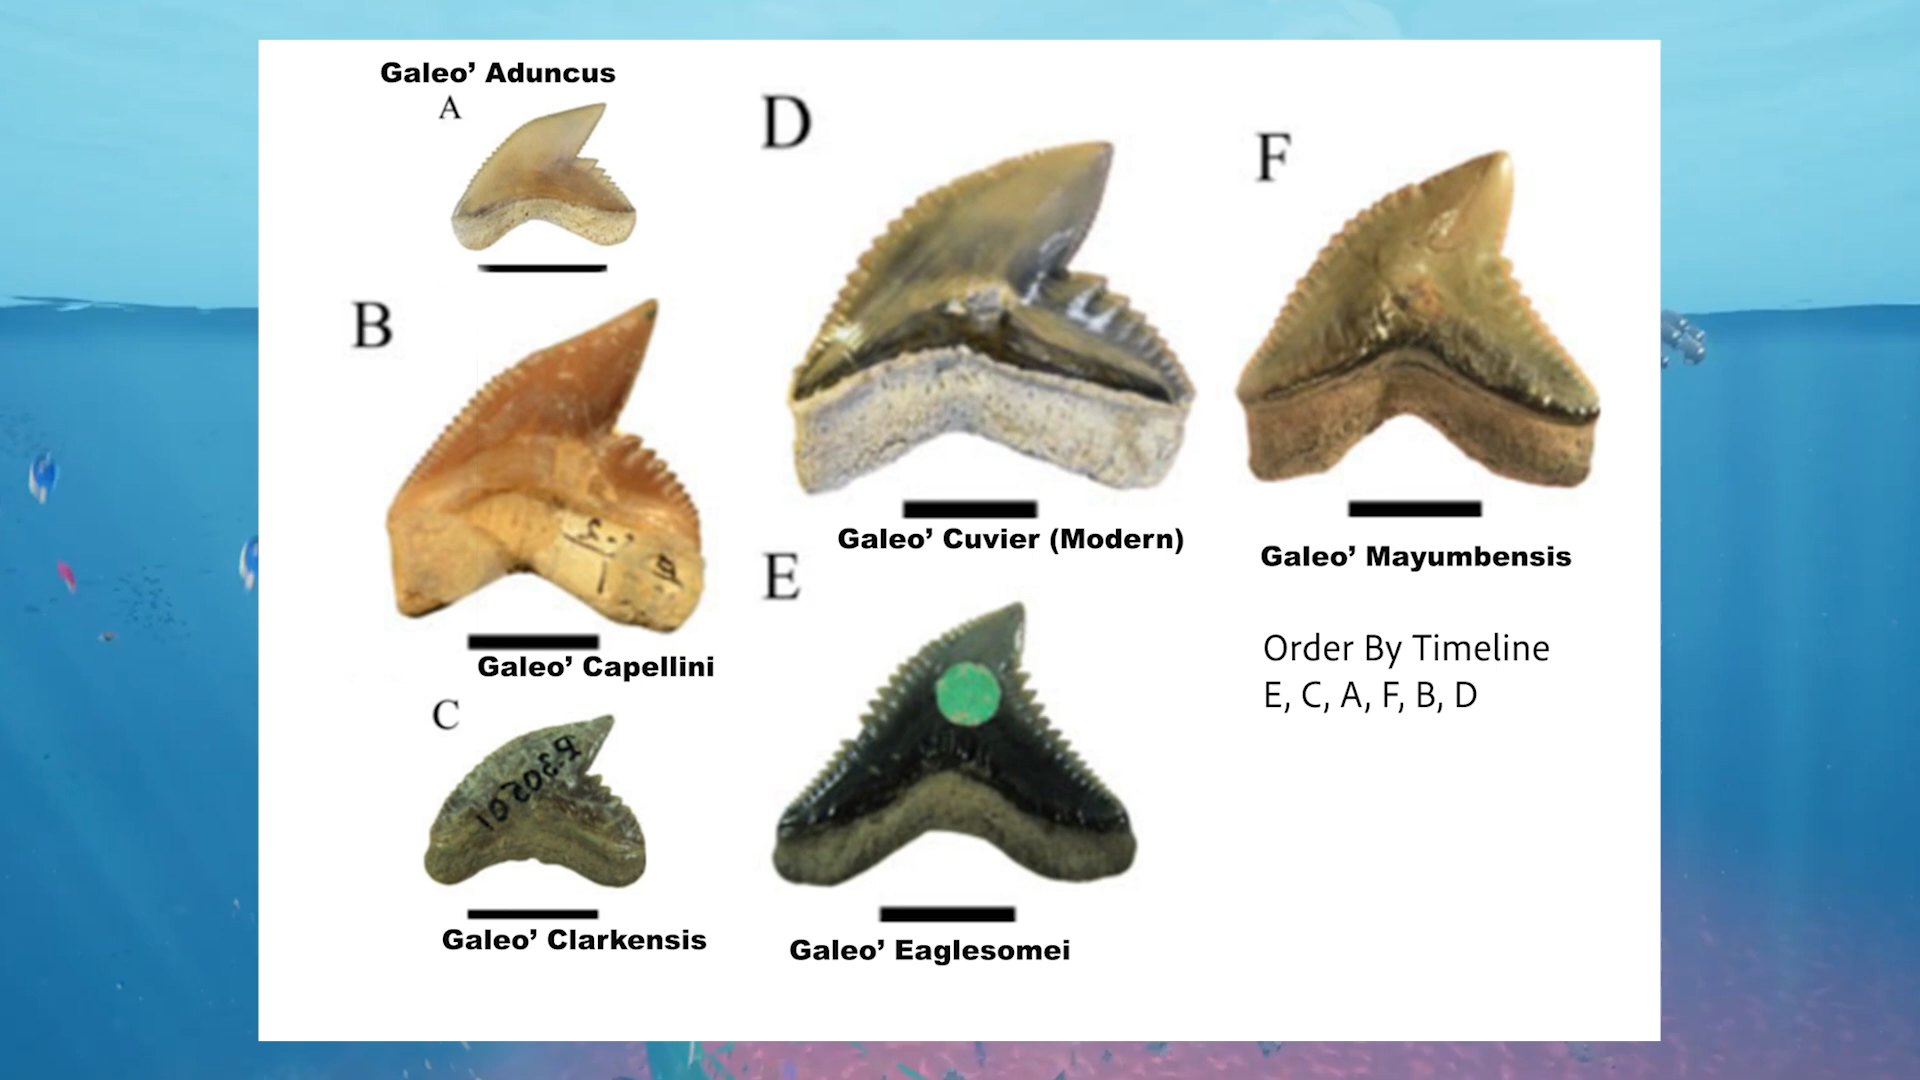 Galeo’ Aduncus
A
B
Galeo’ Capellini
C
Galeo’ Clarkensis
D
Galeo’ Cuvier (Modern)
E
Galeo’ Eaglesomei
F
Galeo’ Mayumbensis
Order By Timeline
E, C, A, F, B, D